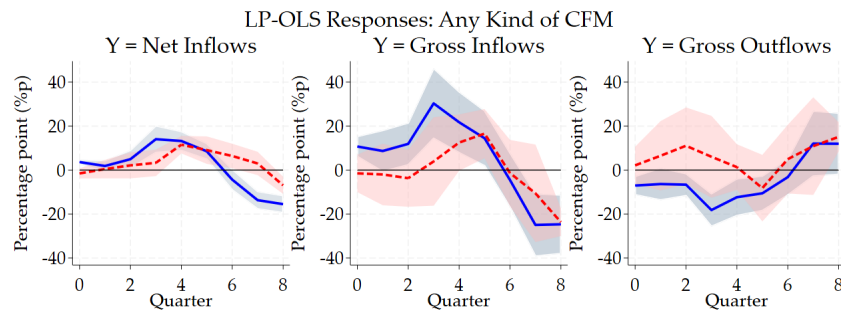 LP-OLS Responses: Any Kind of CFM
Y = Net Inflows
Percentage point (%p)
40
20
0
-20
-40
0 2 4 6 8
Quarter
Y = Gross Inflows
Percentage point (%p)
40
20
0
-20
-40
0 2 4 6 8
Quarter
Y = Gross Outflows
Percentage point (%p)
40
20
0
-20
-40
0 2 4 6 8
Quarter